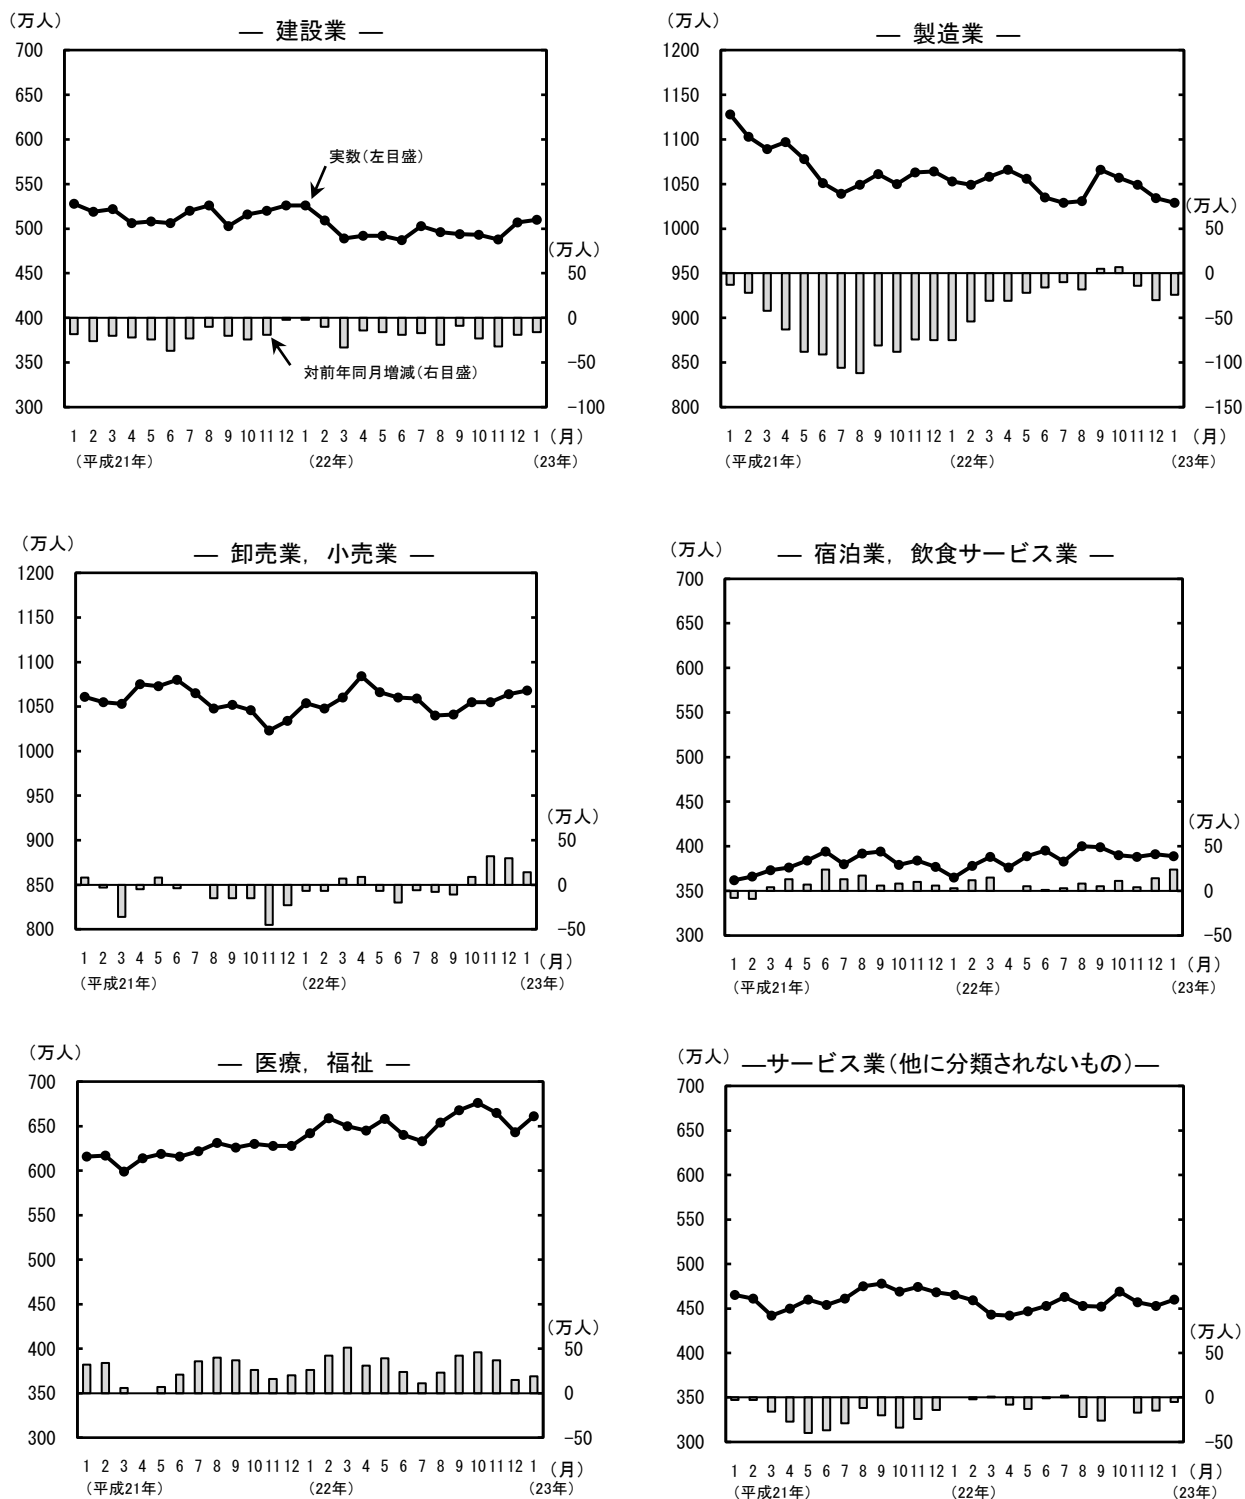 (万人)
― 建設業 ―
700
650
600
550
500
450
400
350
300
実数(左目盛)
対前年同月増減(右目盛)
(万人)
50
0
-50
-100
1 2 3 4 5 6 7 8 9 10 11 12 1 2 3 4 5 6 7 8 9 10 11 12 1 (月)
(平成21年) (22年) (23年)
(万人)
― 製造業 ―
1200
1150
1100
1050
1000
950
900
850
800
(万人)
50
0
-50
-100
-150
1 2 3 4 5 6 7 8 9 10 11 12 1 2 3 4 5 6 7 8 9 10 11 12 1 (月)
(平成21年) (22年) (23年)
(万人)
― 卸売業，小売業 ―
1200
1150
1100
1050
1000
950
900
850
800
(万人)
50
0
-50
1 2 3 4 5 6 7 8 9 10 11 12 1 2 3 4 5 6 7 8 9 10 11 12 1 (月)
(平成21年) (22年) (23年)
(万人)
― 宿泊業，飲食サービス業 ―
700
650
600
550
500
450
400
350
300
(万人)
50
0
-50
1 2 3 4 5 6 7 8 9 10 11 12 1 2 3 4 5 6 7 8 9 10 11 12 1 (月)
(平成21年) (22年) (23年)
(万人)
― 医療，福祉 ―
700
650
600
550
500
450
400
350
300
(万人)
50
0
-50
1 2 3 4 5 6 7 8 9 10 11 12 1 2 3 4 5 6 7 8 9 10 11 12 1 (月)
(平成21年) (22年) (23年)
(万人)
―サービス業(他に分類されないもの)―
700
650
600
550
500
450
400
350
300
(万人)
50
0
-50
1 2 3 4 5 6 7 8 9 10 11 12 1 2 3 4 5 6 7 8 9 10 11 12 1 (月)
(平成21年) (22年) (23年)